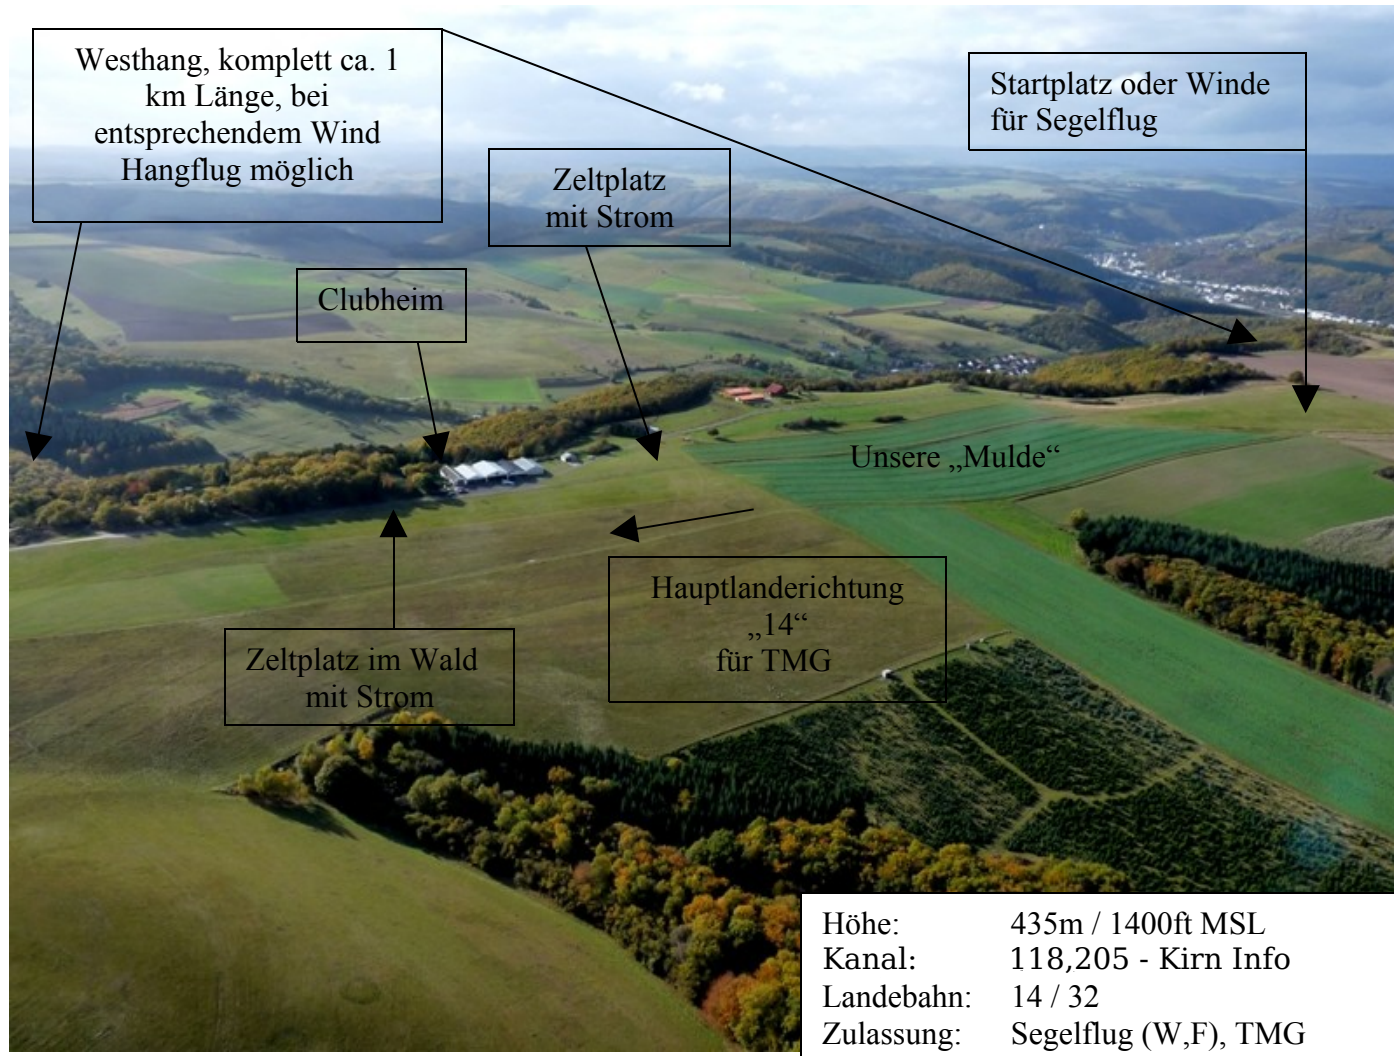 Westhang, komplett ca. 1
km Länge, bei
entsprechendem Wind
Hangflug möglich
Startplatz oder Winde
für Segelflug
Zeltplatz
mit Strom
Clubheim
Unsere „Mulde“
Hauptlanderichtung
„14“
für TMG
Zeltplatz im Wald
mit Strom
Höhe: 435m / 1400ft MSL
Kanal: 118,205 - Kirn Info
Landebahn: 14 / 32
Zulassung: Segelflug (W,F), TMG